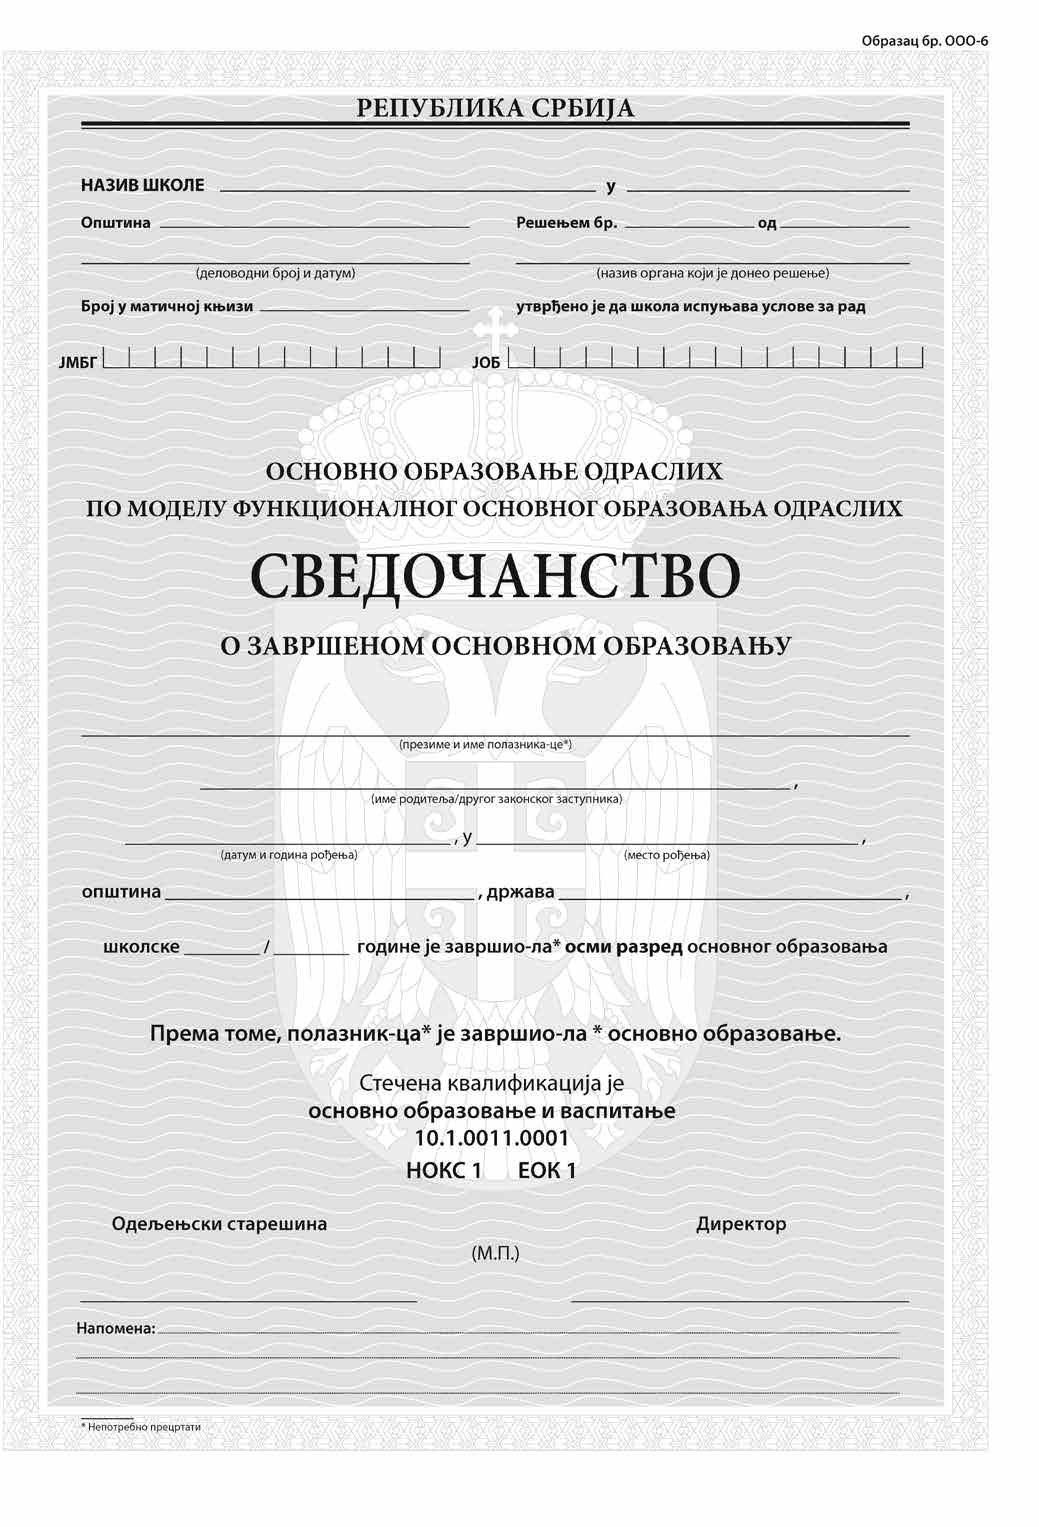 Образац бр. ООО-6
РЕПУБЛИКА СРБИЈА
НАЗИВ ШКОЛЕ у
Општина Решењем бр. од
(деловодни број и датум) (назив органа који је донео решење)
Број у матичној књизи утврђено је да школа испуњава услове за рад
ЈМБГ ЈОБ
ОСНОВНО ОБРАЗОВАЊЕ ОДРАСЛИХ
ПО МОДЕЛУ ФУНКЦИОНАЛНОГ ОСНОВНОГ ОБРАЗОВАЊА ОДРАСЛИХ
СВЕДОЧАНСТВО
О ЗАВРШЕНОМ ОСНОВНОМ ОБРАЗОВАЊУ
(презиме и име полазника-це*)
,
(име родитеља/другог законског заступника)
, у ,
(датум и година рођења) (место рођења)
општина , држава ,
школске / године је завршио-ла* осми разред основног образовања
Према томе, полазник-ца* је завршио-ла * основно образовање.
Стечена квалификација је
основно образовање и васпитање
10.1.0011.0001
НОКС 1 ЕОК 1
Одељењски старешина Директор
(М.П.)
Напомена:
* Непотребно прецртати